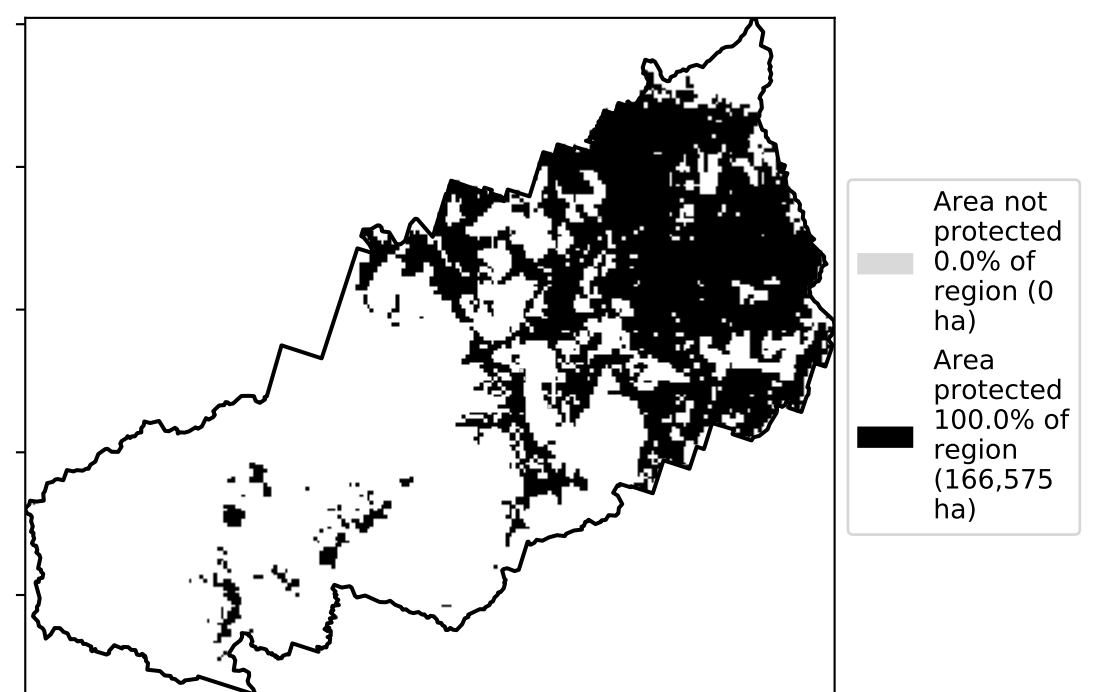 Area not
protected
0.0% of
region (0
ha)
Area
protected
100.0% of
region
(166,575
ha)